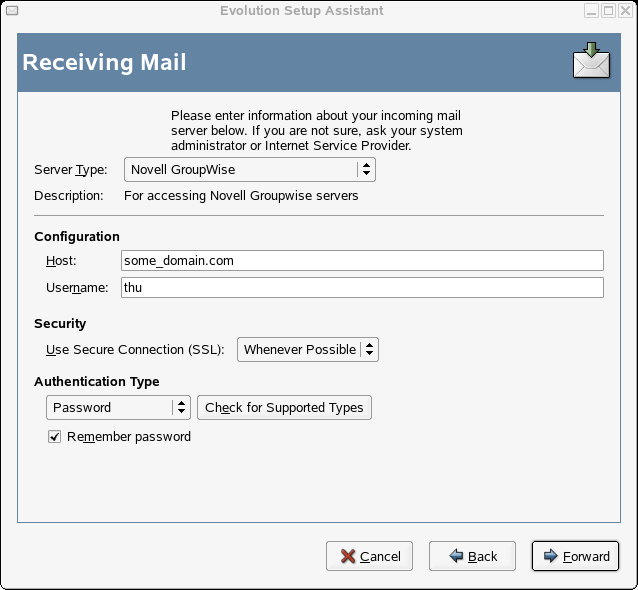 Evolution Setup Assistant
Receiving Mail
Please enter information about your incoming mail
server below. If you are not sure, ask your system
administrator or Internet Service Provider.
Server Type: Novell GroupWise
Description: For accessing Novell Groupwise servers
Configuration
Host: some_domain.com
Username: thu
Security
Use Secure Connection (SSL): Whenever Possible
Authentication Type
Password Check for Supported Types
Remember password
Cancel Back Forward